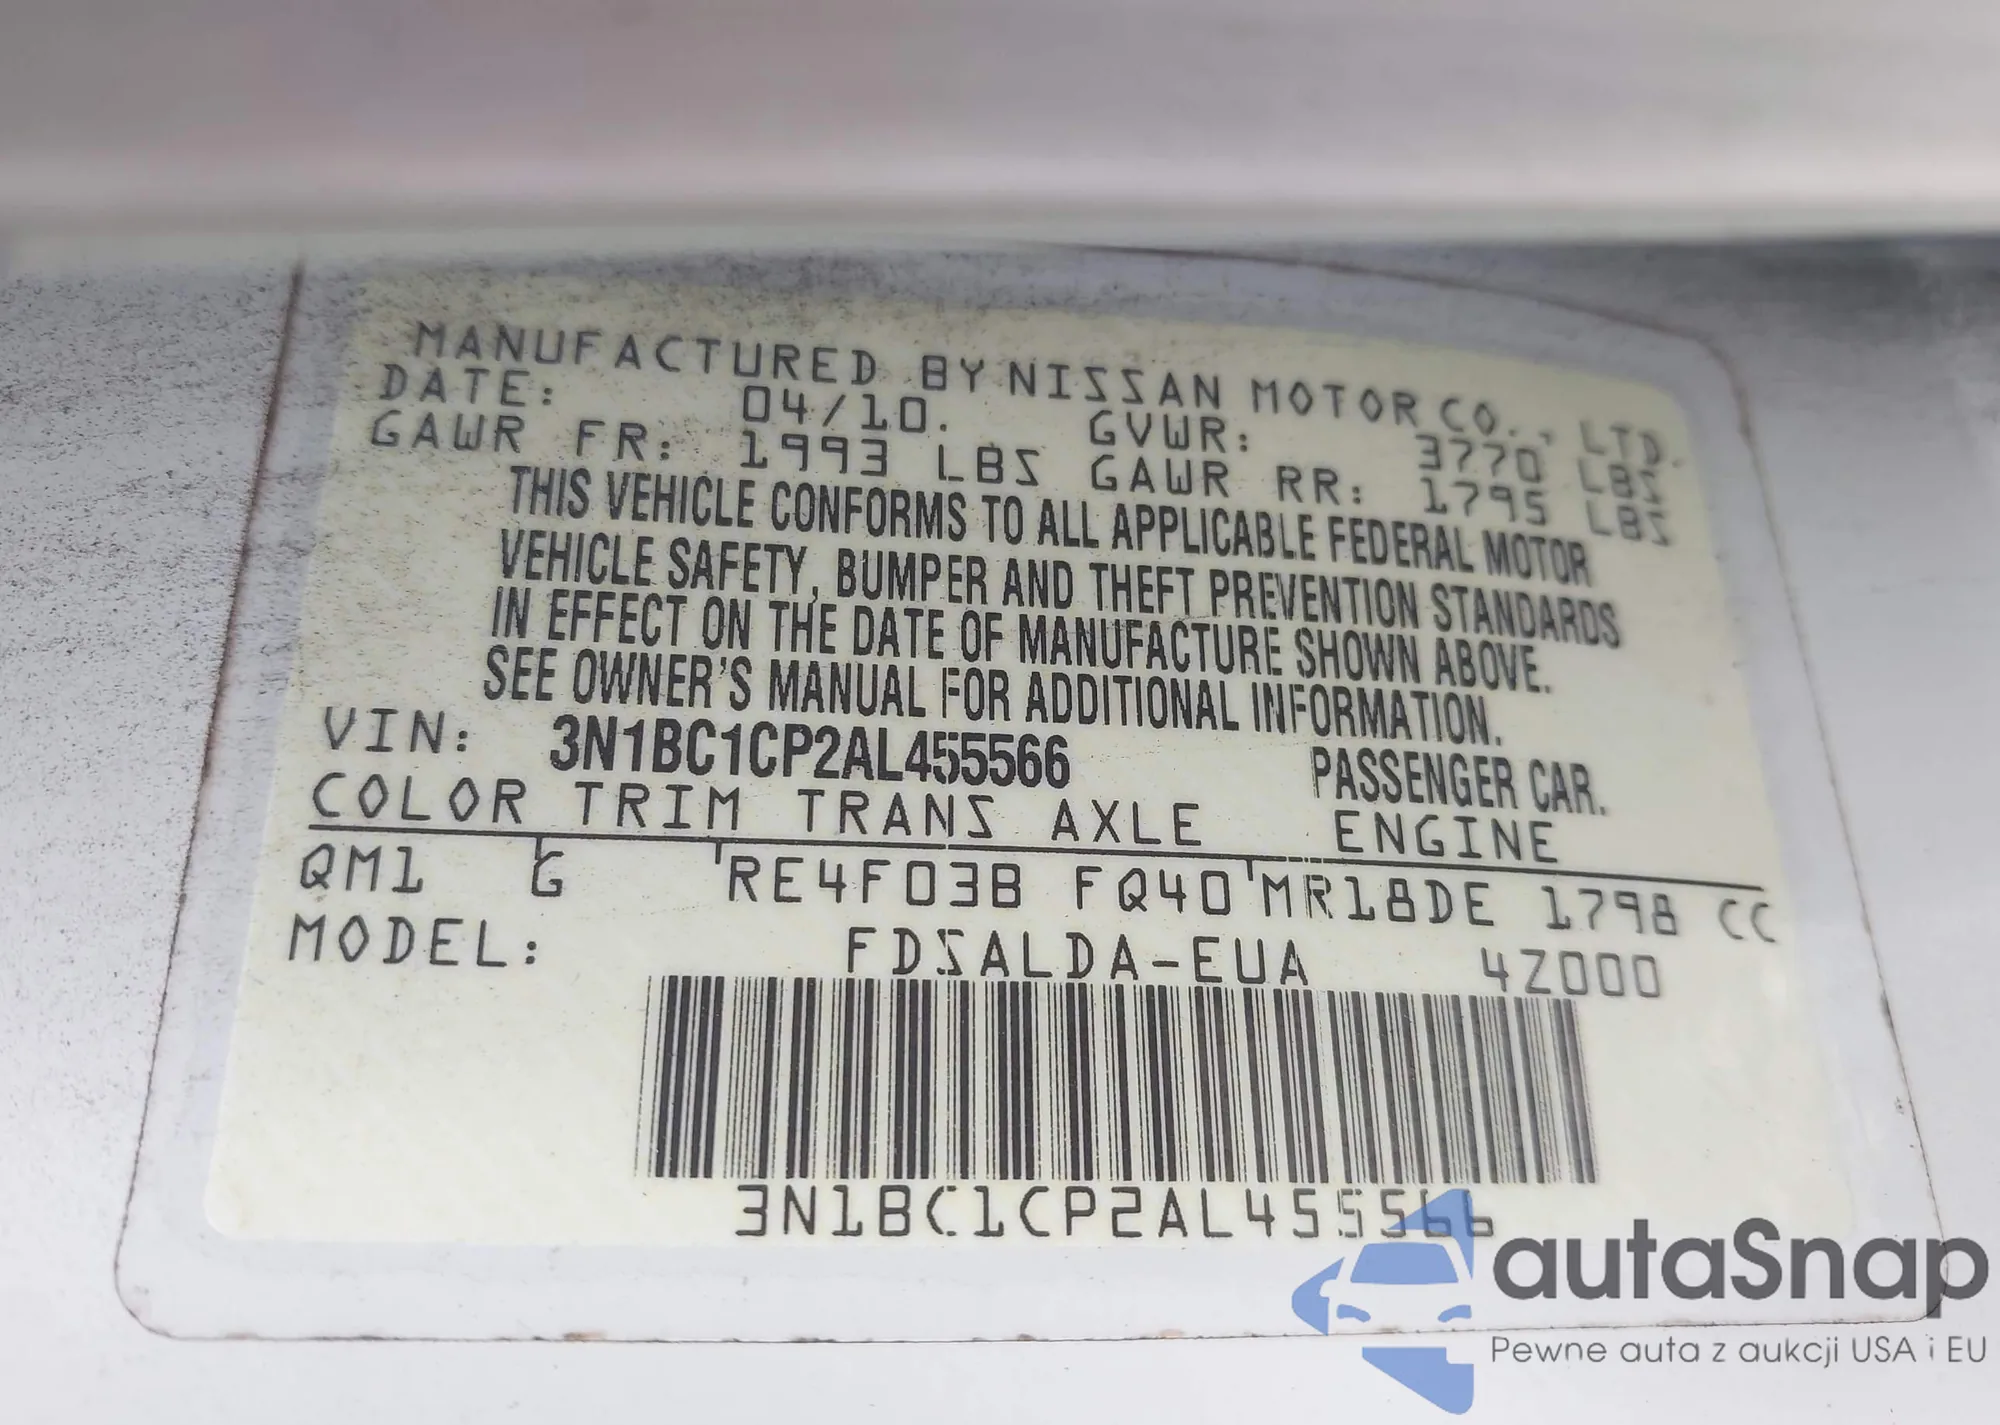 MANUFACTURED BY NISSAN MOTOR CO., LTD.
DATE: 04/10. GVWR: 3770 LBS
GAWR FR: 1993 LBS GAWR RR: 1795 LBS
THIS VEHICLE CONFORMS TO ALL APPLICABLE FEDERAL MOTOR
VEHICLE SAFETY, BUMPER AND THEFT PREVENTION STANDARDS
IN EFFECT ON THE DATE OF MANUFACTURE SHOWN ABOVE.
SEE OWNER'S MANUAL FOR ADDITIONAL INFORMATION.
VIN: 3N1BC1CP2AL455566 PASSENGER CAR.
COLOR TRIM TRANS AXLE ENGINE
QM1 G RE4F03B FQ40 MR18DE 1798 CC
MODEL: FDSALDA-EUA 4Z000
3N1BC1CP2AL455566
autaSnap
Pewne auta z aukcji USA i EU